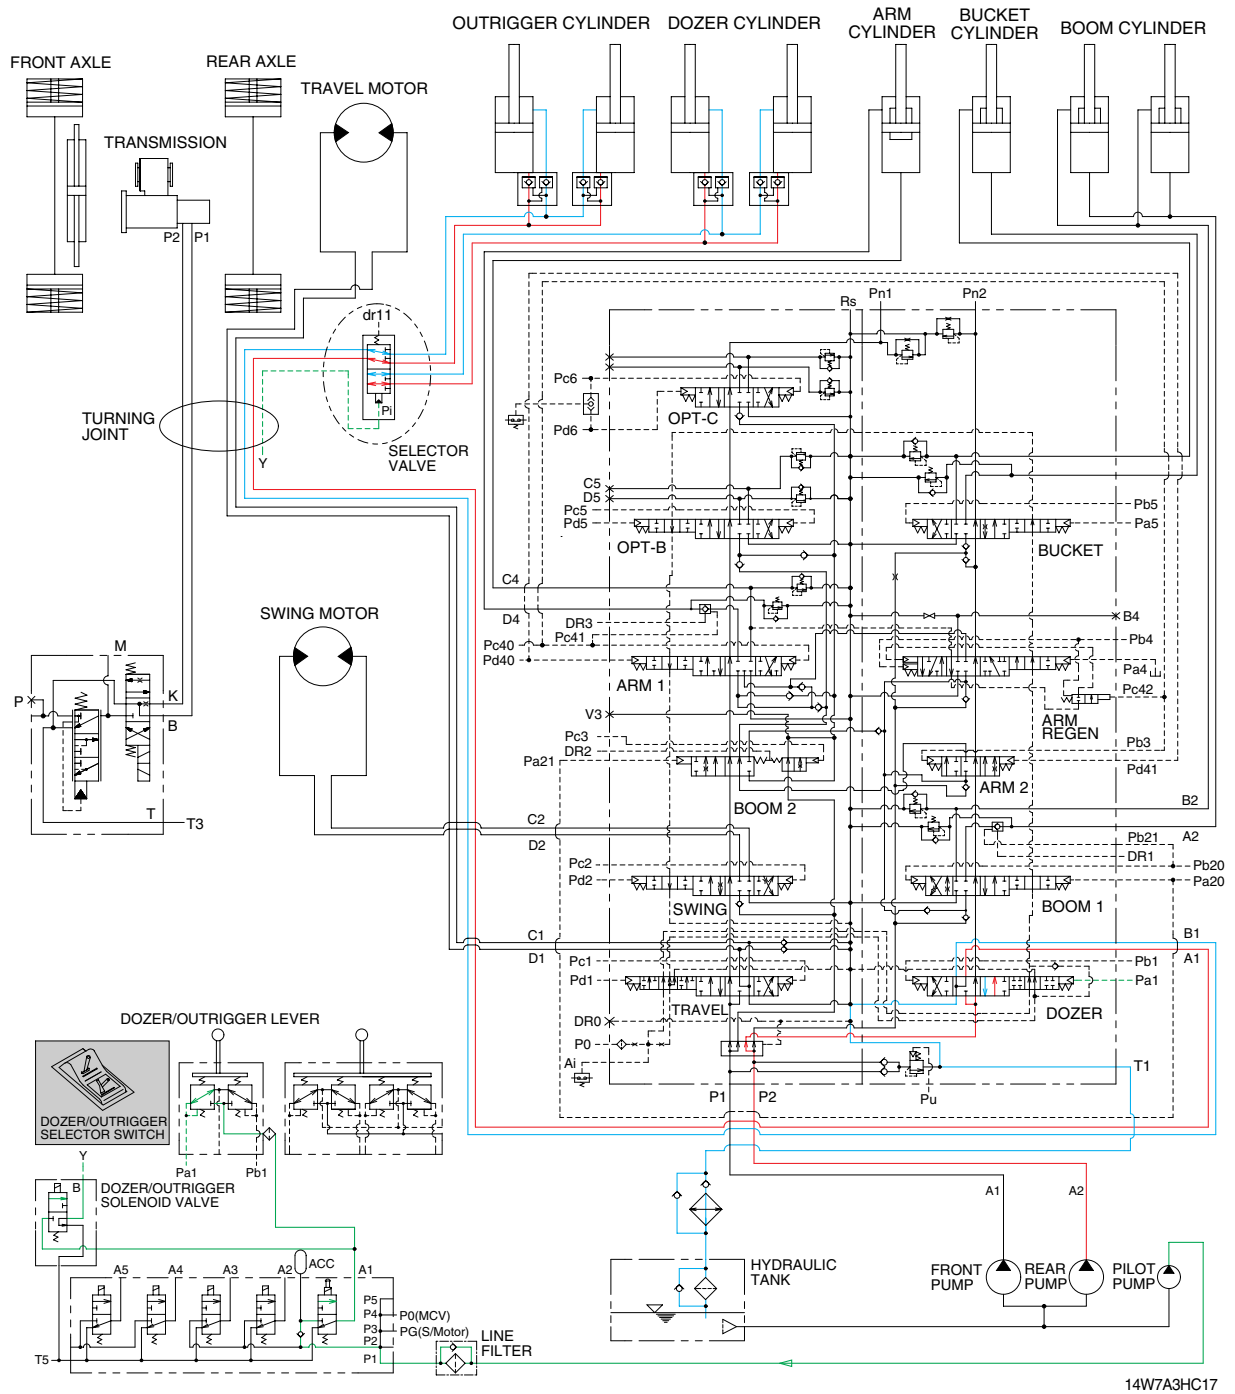 OUTRIGGER CYLINDER
DOZER CYLINDER
ARM
CYLINDER
BUCKET
CYLINDER
BOOM CYLINDER
FRONT AXLE
REAR AXLE
TRAVEL MOTOR
TRANSMISSION
P2
P1
dr11
Pi
SELECTOR
VALVE
TURNING
JOINT
Y
Rs
Pn1
Pn2
Pc6
Pd6
OPT-C
C5
D5
Pc5
Pd5
OPT-B
Pb5
Pa5
BUCKET
C4
D4
DR3
Pc41
Pc40
Pd40
ARM 1
B4
Pb4
Pa4
Pc42
ARM
REGEN
SWING MOTOR
M
P
K
B
T
T3
V3
Pc3
DR2
Pa21
BOOM 2
Pb3
Pd41
ARM 2
B2
A2
Pb21
DR1
Pb20
Pa20
C2
D2
Pc2
Pd2
SWING
BOOM 1
C1
D1
Pc1
Pd1
TRAVEL
B1
A1
Pb1
Pa1
DOZER
DR0
P0
Ai
T1
Pu
P1
P2
DOZER/OUTRIGGER LEVER
DOZER/OUTRIGGER
SELECTOR SWITCH
Pa1
Pb1
Y
B
DOZER/OUTRIGGER
SOLENOID VALVE
A5
A4
A3
A2
ACC
A1
P5
P4
P0(MCV)
P3
PG(S/Motor)
P2
P1
T5
LINE
FILTER
HYDRAULIC
TANK
A1
A2
FRONT
PUMP
REAR
PUMP
PILOT
PUMP
14W7A3HC17